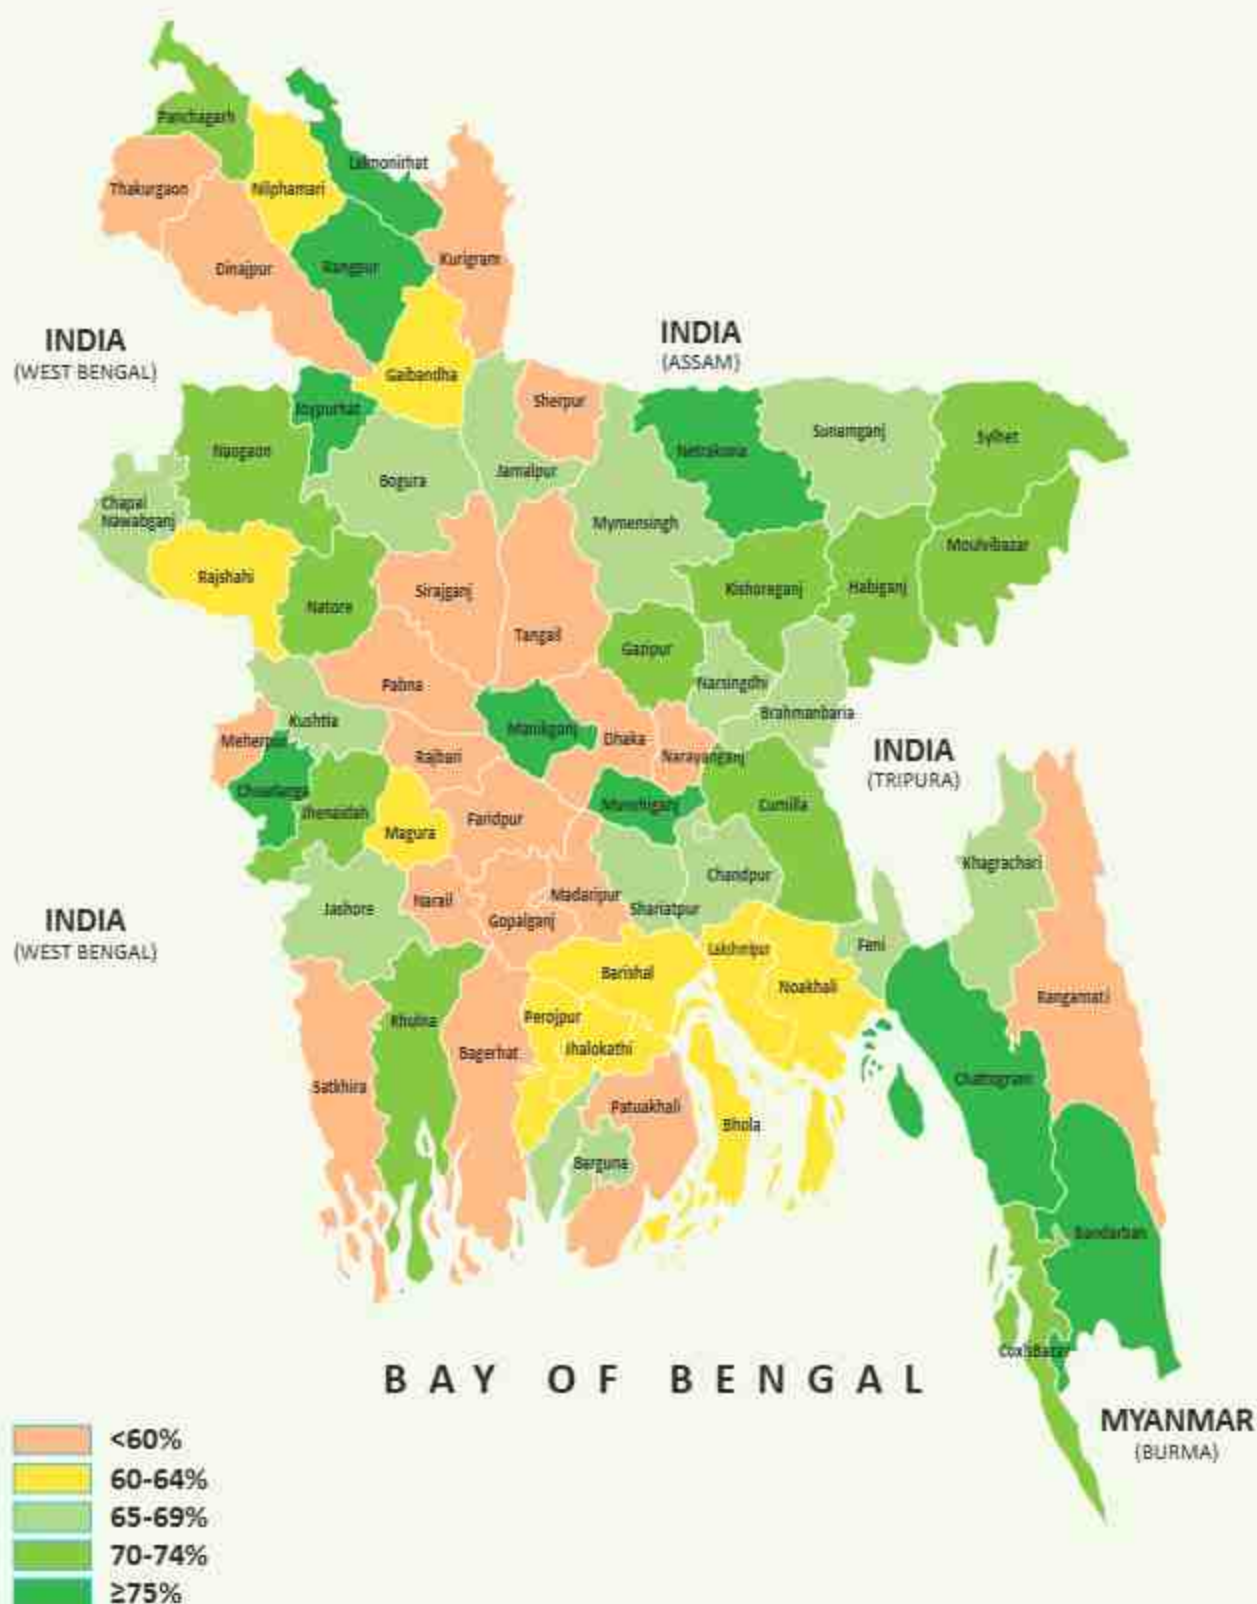 Panchagarh
Lalmonirhat
Thakurgaon
Nilphamari
Kurigram
Dinajpur
Rangpur
INDIA
(WEST BENGAL)
INDIA
(ASSAM)
Gaibandha
Sherpur
Joypurhat
Naogaon
Netrakona
Sunamganj
Sylhet
Bogura
Jamalpur
Chapai
Nawabganj
Mymensingh
Moulvibazar
Rajshahi
Natore
Sirajganj
Kishoreganj
Habiganj
Tangail
Gazipur
Pabna
Narsingdhi
Brahmanbaria
Kushtia
Meherpur
Manikganj
Dhaka
Narayanganj
Rajbari
INDIA
(TRIPURA)
Chuadanga
Jhenaidah
Magura
Faridpur
Munshiganj
Cumilla
Khagrachari
Jashore
Narail
Gopalganj
Madaripur
Shariatpur
Chandpur
INDIA
(WEST BENGAL)
Feni
Lakshmipur
Barishal
Noakhali
Rangamati
Khulna
Perojpur
Jhalokathi
Bagerhat
Satkhira
Patuakhali
Bhola
Chattogram
Barguna
Bandarban
Cox'sBazar
BAY OF BENGAL
MYANMAR
(BURMA)
<60%
60-64%
65-69%
70-74%
≥75%